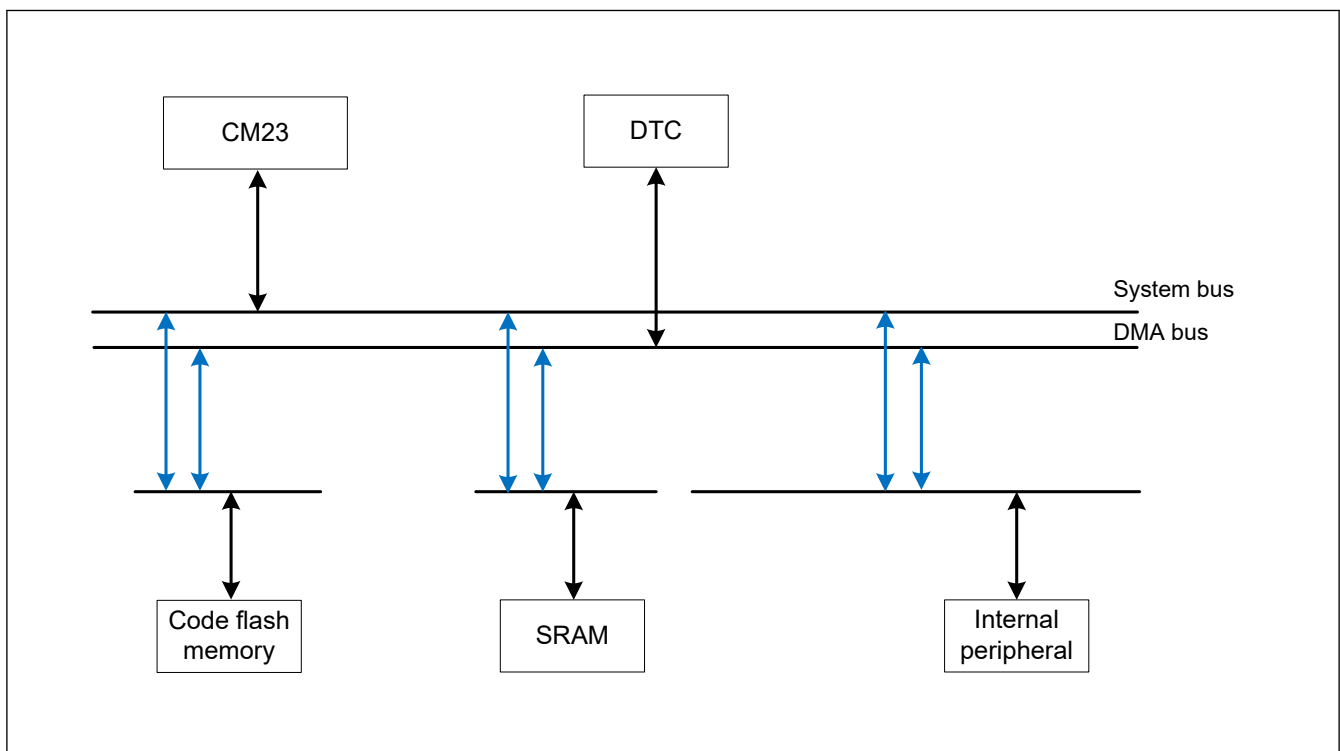 CM23
DTC
System bus
DMA bus
Code flash
memory
SRAM
Internal
peripheral